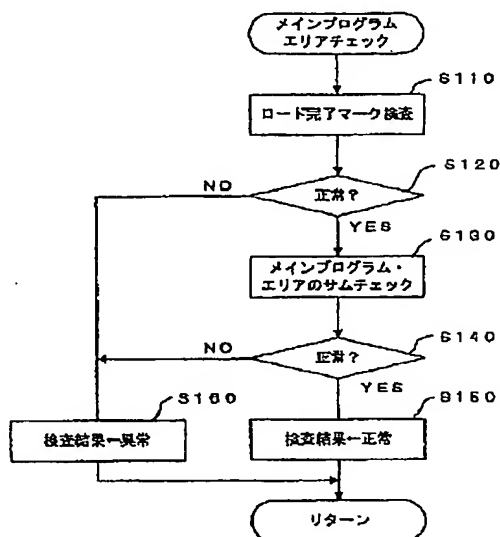 メインプログラム
エリアチェック
S110
ロード完了マーク検査
S120
NO
正常?
YES
S130
メインプログラム・
エリアのサムチェック
S140
NO
正常?
YES
S160
S150
検査結果←異常
検査結果←正常
リターン